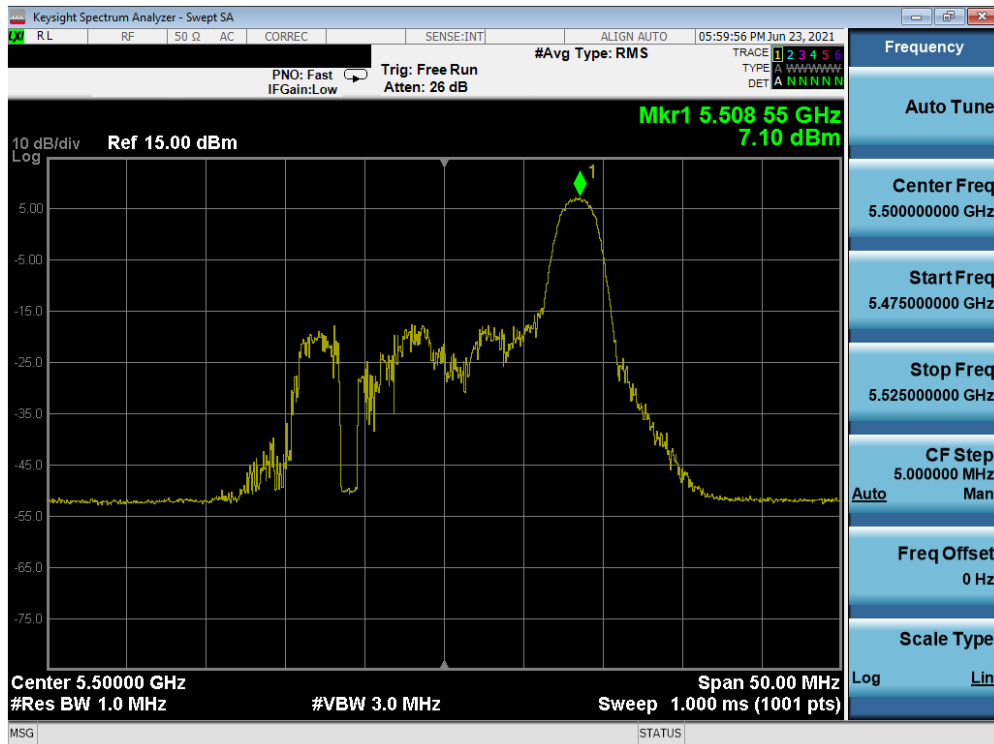 Keysight Spectrum Analyzer - Swept SA
LXI RL RF 50 Ω AC CORREC SENSE:INT ALIGN AUTO 05:59:56 PM Jun 23, 2021
PNO: Fast
IFGain:Low
Trig: Free Run
Atten: 26 dB
#Avg Type: RMS
TRACE 1 2 3 4 5 6
TYPE A WWWWW
DET A N N N N N
Mkr1 5.508 55 GHz
7.10 dBm
10 dB/div
Log
Ref 15.00 dBm
1
5.00
-5.00
-15.0
-25.0
-35.0
-45.0
-55.0
-65.0
-75.0
Center 5.50000 GHz
Span 50.00 MHz
#Res BW 1.0 MHz
#VBW 3.0 MHz
Sweep 1.000 ms (1001 pts)
MSG
STATUS
Frequency
Auto Tune
Center Freq
5.500000000 GHz
Start Freq
5.475000000 GHz
Stop Freq
5.525000000 GHz
CF Step
5.000000 MHz
Auto Man
Freq Offset
0 Hz
Scale Type
Log Lin